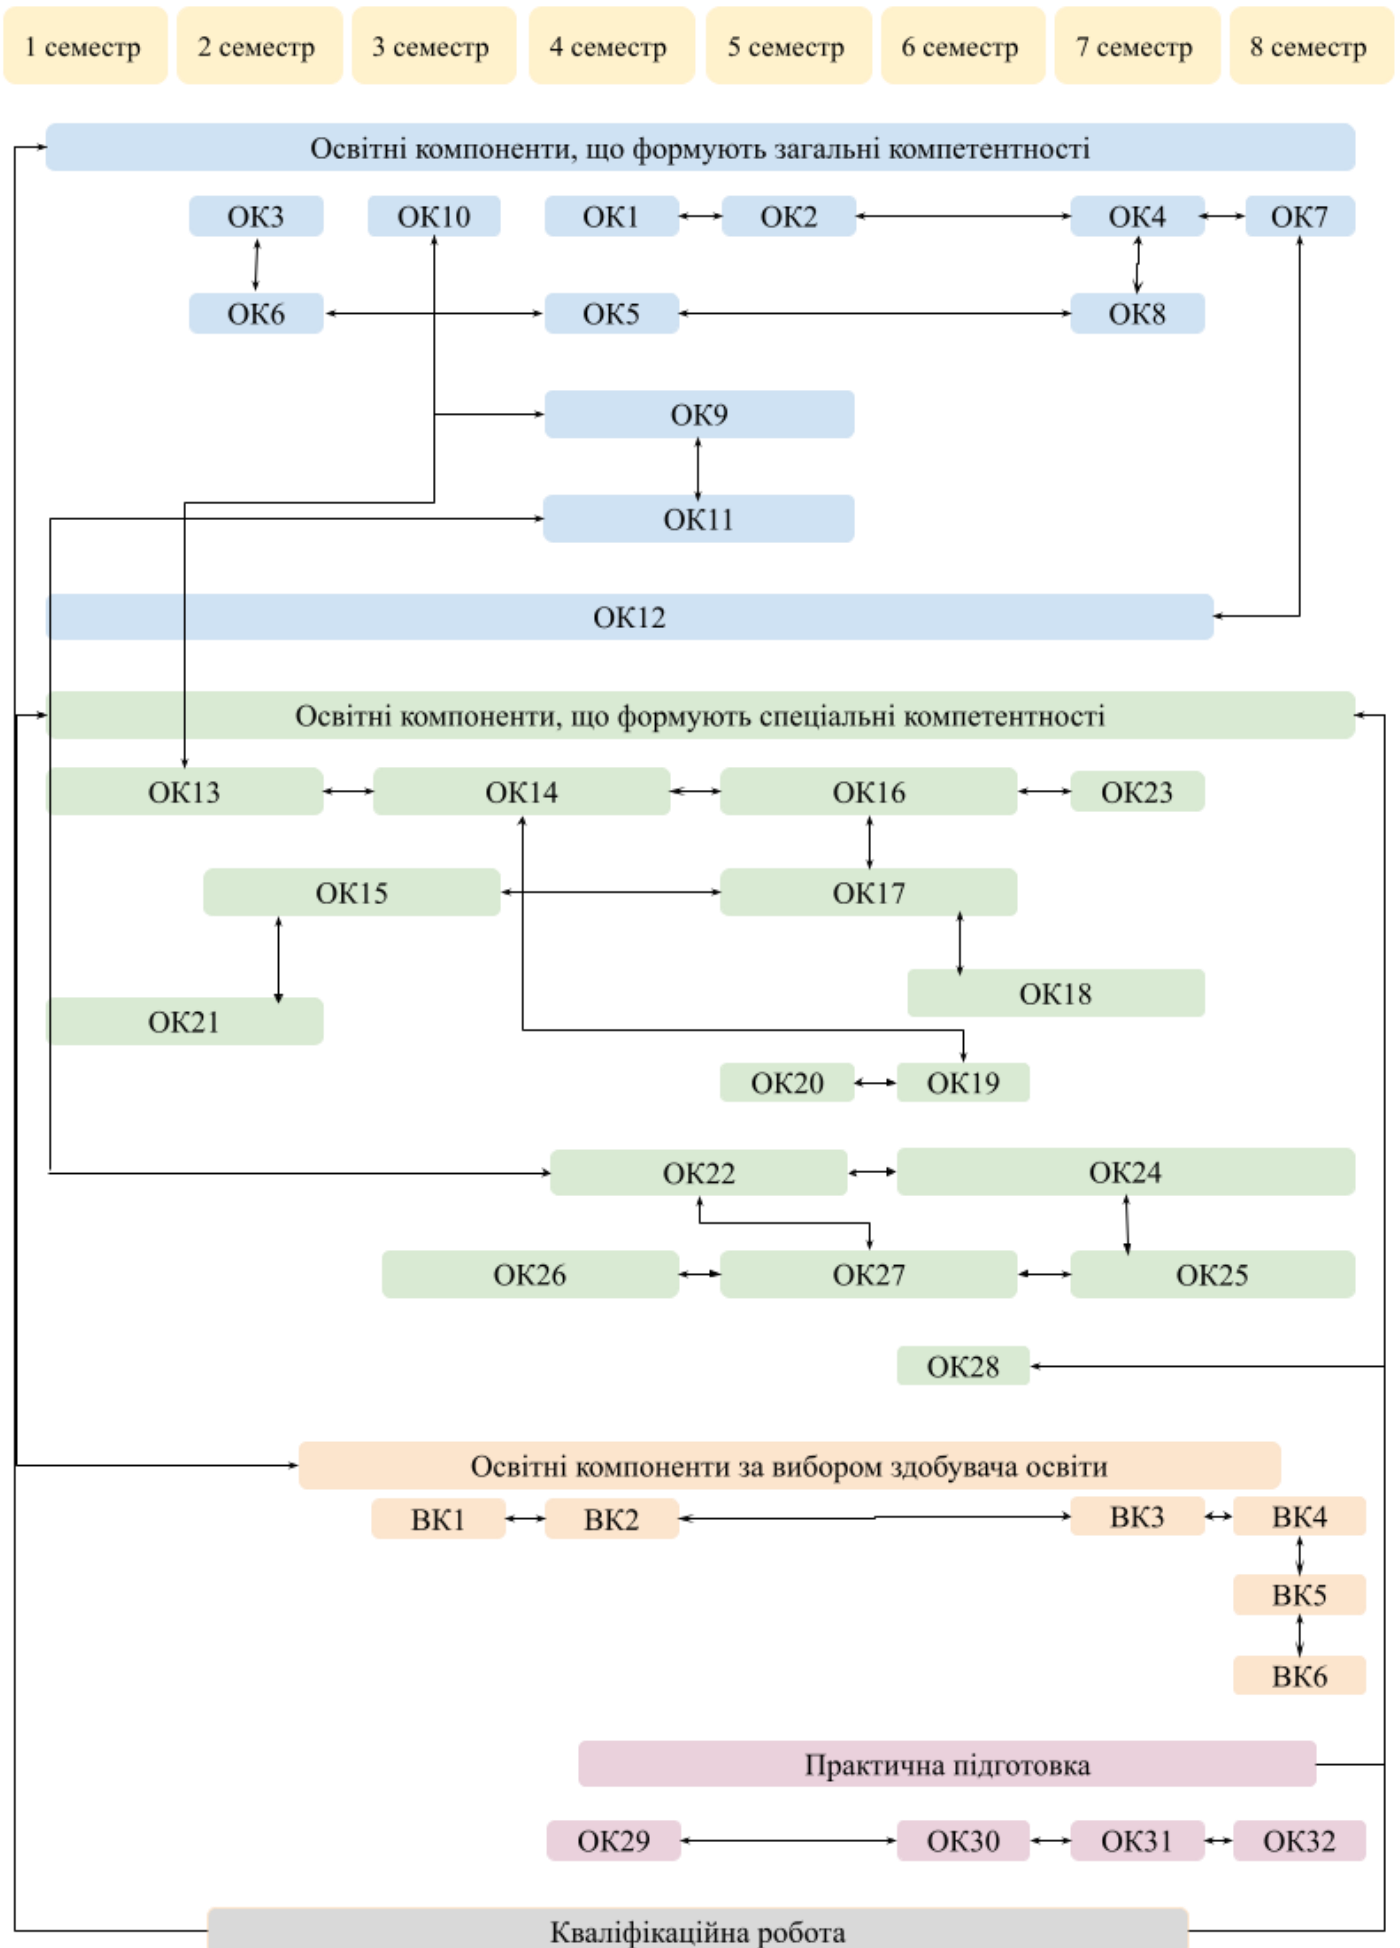 1 семестр 2 семестр 3 семестр 4 семестр 5 семестр 6 семестр 7 семестр 8 семестр
Освітні компоненти, що формують загальні компетентності
ОК3 ОК10 ОК1 ОК2 ОК4 ОК7
ОК6 ОК5 ОК8
ОК9
ОК11
ОК12
Освітні компоненти, що формують спеціальні компетентності
ОК13 ОК14 ОК16 ОК23
ОК15 ОК17
ОК18
ОК21
ОК20 ОК19
ОК22 ОК24
ОК26 ОК27 ОК25
ОК28
Освітні компоненти за вибором здобувача освіти
ВК1 ВК2 ВК3 ВК4
ВК5
ВК6
Практична підготовка
ОК29 ОК30 ОК31 ОК32
Кваліфікаційна робота